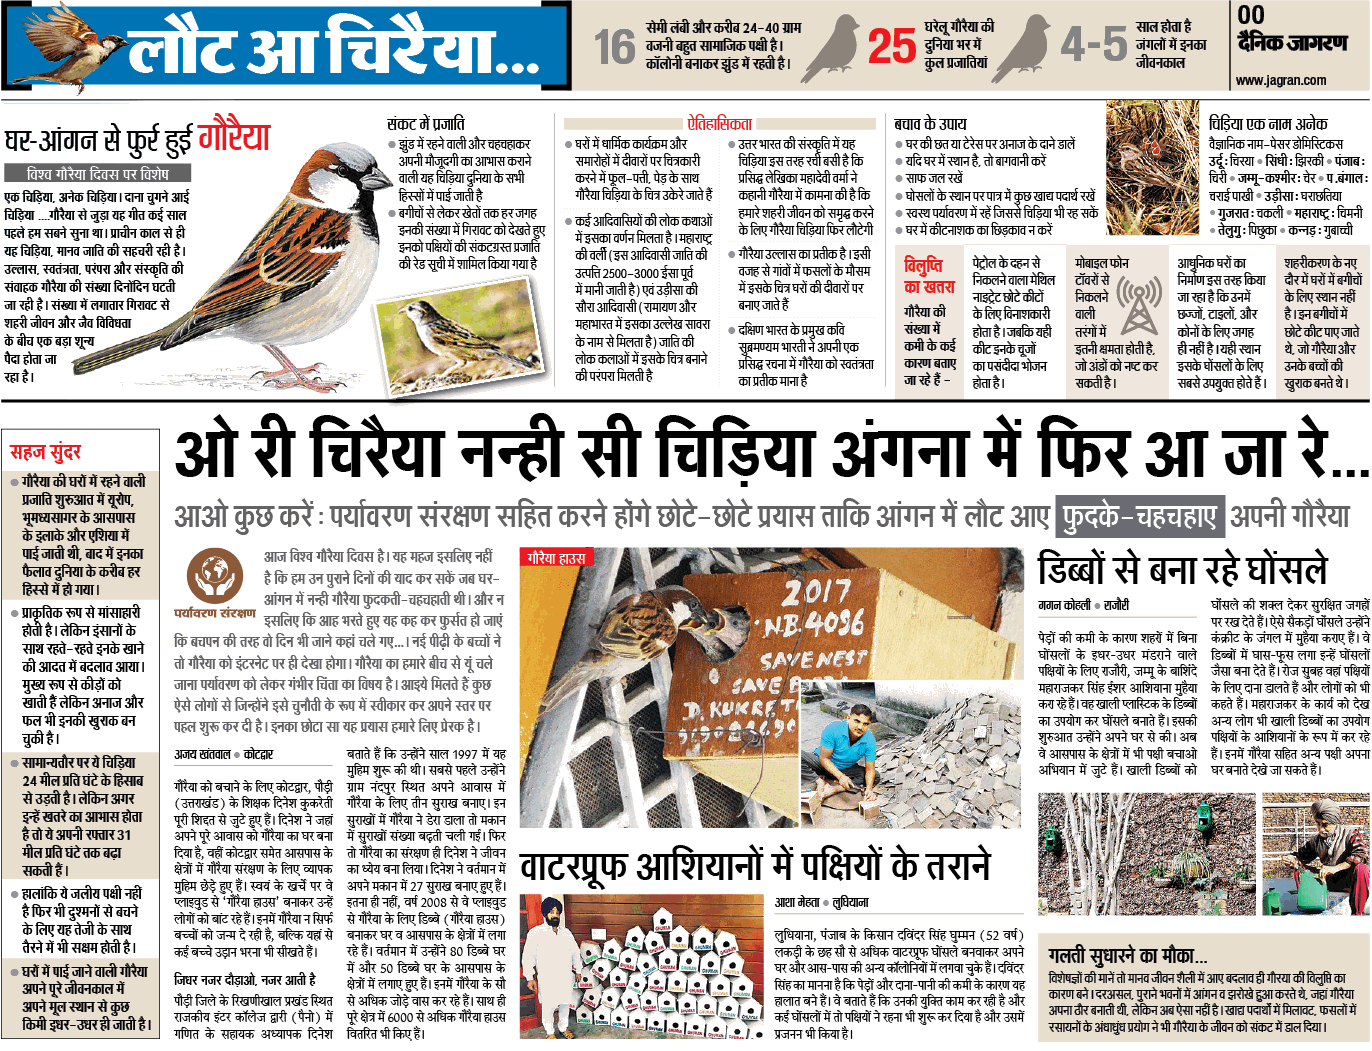 लौट आ चिरैया...
16
सेमी लंबी और करीब 24-40 ग्राम
वजनी बहुत सामाजिक पक्षी है।
कॉलोनी बनाकर झुंड में रहती है।
25
घरेलू गौरैया की
दुनिया भर में
कुल प्रजातियां
4-5
साल होता है
जंगलों में इनका
जीवनकाल
00
दैनिक जागरण
www.jagran.com
घर-आंगन से फुर्र हुई गौरैया
विश्व गौरैया दिवस पर विशेष
एक चिड़िया, अनेक चिड़िया। दाना चुगने आई
चिड़िया ....गौरैया से जुड़ा यह गीत कई साल
पहले हम सबने सुना था। प्राचीन काल से ही
यह चिड़िया, मानव जाति की सहचरी रही है।
उल्लास, स्वतंत्रता, परंपरा और संस्कृति की
संवाहक गौरैया की संख्या दिनोंदिन घटती
जा रही है। संख्या में लगातार गिरावट से
शहरी जीवन और जैव विविधता
के बीच एक बड़ा शून्य
पैदा होता जा
रहा है।
संकट में प्रजाति
● झुंड में रहने वाली और चहचहाकर
अपनी मौजूदगी का आभास कराने
वाली यह चिड़िया दुनिया के सभी
हिस्सों में पाई जाती है
● बगीचों से लेकर खेतों तक हर जगह
इनकी संख्या में गिरावट को देखते हुए
इनको पक्षियों की संकटग्रस्त प्रजाति
की रेड सूची में शामिल किया गया है
ऐतिहासिकता
● घरों में धार्मिक कार्यक्रम और
समारोहों में दीवारों पर चित्रकारी
करने में फूल-पत्ती, पेड़ के साथ
गौरैया चिड़िया के चित्र उकेरे जाते हैं
● कई आदिवासियों की लोक कथाओं
में इसका वर्णन मिलता है। महाराष्ट्र
की वर्ली (इस आदिवासी जाति की
उत्पत्ति 2500-3000 ईसा पूर्व
में मानी जाती है) एवं उड़ीसा की
सौरा आदिवासी (रामायण और
महाभारत में इसका उल्लेख सावरा
के नाम से मिलता है) जाति की
लोक कलाओं में इसके चित्र बनाने
की परंपरा मिलती है
● उत्तर भारत की संस्कृति में यह
चिड़िया इस तरह रची बसी है कि
प्रसिद्ध लेखिका महादेवी वर्मा ने
कहानी गौरैया में कामना की है कि
हमारे शहरी जीवन को समृद्ध करने
के लिए गौरैया चिड़िया फिर लौटेगी
● गौरैया उल्लास का प्रतीक है। इसी
वजह से गांवों में फसलों के मौसम
में इसके चित्र घरों की दीवारों पर
बनाए जाते हैं
● दक्षिण भारत के प्रमुख कवि
सुब्रमण्यम भारती ने अपनी एक
प्रसिद्ध रचना में गौरैया को स्वतंत्रता
का प्रतीक माना है
बचाव के उपाय
● घर की छत या टेरेस पर अनाज के दाने डालें
● यदि घर में स्थान है, तो बागवानी करें
● साफ जल रखें
● घोसलों के स्थान पर पात्र में कुछ खाद्य पदार्थ रखें
● स्वस्थ पर्यावरण में रहें जिससे चिड़िया भी रह सकें
● घर में कीटनाशक का छिड़काव न करें
चिड़िया एक नाम अनेक
वैज्ञानिक नाम-पेसर डोमिस्टिकस
उर्दू : चिरया ● सिंधी : झिरकी ● पंजाब :
चिरी ● जम्मू-कश्मीर : चेर ● प.बंगाल :
चराई पाखी ● उड़ीसा : घराछतिया
● गुजरात : चकली ● महाराष्ट्र : चिमनी
● तेलुगु : पिछुका ● कन्नड़ : गुबाच्ची
विलुप्ति
का खतरा
गौरैया की
संख्या में
कमी के कई
कारण बताए
जा रहे हैं -
पेट्रोल के दहन से
निकलने वाला मेथिल
नाइट्रेट छोटे कीटों
के लिए विनाशकारी
होता है। जबकि यही
कीट इनके चूजों
का पसंदीदा भोजन
होता है।
मोबाइल फोन
टॉवरों से
निकलने
वाली
तरंगों में
इतनी क्षमता होती है,
जो अंडों को नष्ट कर
सकती है।
आधुनिक घरों का
निर्माण इस तरह किया
जा रहा है कि उनमें
छज्जों, टाइलों, और
कोनों के लिए जगह
ही नहीं है। यही स्थान
इसके घोंसलों के लिए
सबसे उपयुक्त होते हैं।
शहरीकरण के नए
दौर में घरों में बगीचों
के लिए स्थान नहीं
है। इन बगीचों में
छोटे कीट पाए जाते
थे, जो गौरैया और
उनके बच्चों की
खुराक बनते थे।
सहज सुंदर
● गौरैया की घरों में रहने वाली
प्रजाति शुरुआत में यूरोप,
भूमध्यसागर के आसपास
के इलाके और एशिया में
पाई जाती थी, बाद में इनका
फैलाव दुनिया के करीब हर
हिस्से में हो गया।
● प्राकृतिक रूप से मांसाहारी
होती है। लेकिन इंसानों के
साथ रहते-रहते इनके खाने
की आदत में बदलाव आया।
मुख्य रूप से कीड़ों को
खाती हैं लेकिन अनाज और
फल भी इनकी खुराक बन
चुकी है।
● सामान्यतौर पर ये चिड़िया
24 मील प्रति घंटे के हिसाब
से उड़ती है। लेकिन अगर
इन्हें खतरे का आभास होता
है तो ये अपनी रफ्तार 31
मील प्रति घंटे तक बढ़ा
सकती हैं।
● हालांकि ये जलीय पक्षी नहीं
है फिर भी दुश्मनों से बचने
के लिए यह तेजी के साथ
तैरने में भी सक्षम होती है।
● घरों में पाई जाने वाली गौरैया
अपने पूरे जीवनकाल में
अपने मूल स्थान से कुछ
किमी इधर-उधर ही जाती है।
ओ री चिरैया नन्ही सी चिड़िया अंगना में फिर आ जा रे...
आओ कुछ करें : पर्यावरण संरक्षण सहित करने होंगे छोटे-छोटे प्रयास ताकि आंगन में लौट आए फुदके-चहचहाए अपनी गौरैया
पर्यावरण संरक्षण
आज विश्व गौरैया दिवस है। यह महज इसलिए नहीं
है कि हम उन पुराने दिनों की याद कर सकें जब घर-
आंगन में नन्ही गौरैया फुदकती-चहचहाती थी। और न
इसलिए कि आह भरते हुए यह कह कर फुर्सत हो जाएं
कि बचपन की तरह वो दिन भी जाने कहां चले गए...। नई पीढ़ी के बच्चों ने
तो गौरैया को इंटरनेट पर ही देखा होगा। गौरैया का हमारे बीच से यूं चले
जाना पर्यावरण को लेकर गंभीर चिंता का विषय है। आइये मिलते हैं कुछ
ऐसे लोगों से जिन्होंने इसे चुनौती के रूप में स्वीकार कर अपने स्तर पर
पहल शुरू कर दी है। इनका छोटा सा यह प्रयास हमारे लिए प्रेरक है।
अजय खंतवाल ● कोटद्वार
गौरैया को बचाने के लिए कोटद्वार, पौड़ी
(उत्तराखंड) के शिक्षक दिनेश कुकरेती
पूरी शिद्दत से जुटे हुए हैं। दिनेश ने जहां
अपने पूरे आवास को गौरैया का घर बना
दिया है, वहीं कोटद्वार समेत आसपास के
क्षेत्रों में गौरैया संरक्षण के लिए व्यापक
मुहिम छेड़े हुए हैं। स्वयं के खर्चे पर वे
प्लाइवुड से 'गौरैया हाउस' बनाकर उन्हें
लोगों को बांट रहे हैं। इनमें गौरैया न सिर्फ
बच्चों को जन्म दे रही है, बल्कि यहां से
कई बच्चे उड़ान भरना भी सीखते हैं।
जिधर नजर दौड़ाओ, नजर आती है
पौड़ी जिले के रिखणीखाल प्रखंड स्थित
राजकीय इंटर कॉलेज द्वारी (पैनो) में
गणित के सहायक अध्यापक दिनेश
बताते हैं कि उन्होंने साल 1997 में यह
मुहिम शुरू की थी। सबसे पहले उन्होंने
ग्राम नंदपुर स्थित अपने आवास में
गौरैया के लिए तीन सुराख बनाए। इन
सुराखों में गौरैया ने डेरा डाला तो मकान
में सुराखों संख्या बढ़ती चली गई। फिर
तो गौरैया का संरक्षण ही दिनेश ने जीवन
का ध्येय बना लिया। दिनेश ने वर्तमान में
अपने मकान में 27 सुराख बनाए हुए हैं।
इतना ही नहीं, वर्ष 2008 से वे प्लाइवुड
से गौरैया के लिए डिब्बे (गौरैया हाउस)
बनाकर घर व आसपास के क्षेत्रों में लगा
रहे हैं। वर्तमान में उन्होंने 80 डिब्बे घर
में और 50 डिब्बे घर के आसपास के
क्षेत्रों में लगाए हुए हैं। इनमें गौरैया के सौ
से अधिक जोड़े वास कर रहे हैं। साथ ही
पूरे क्षेत्र में 6000 से अधिक गौरैया हाउस
वितरित भी किए हैं।
गौरैया हाउस
2017
N.B. 4096
SAVE NEST
SAVE
D. KUKRET
वाटरप्रूफ आशियानों में पक्षियों के तराने
आशा मेहता ● लुधियाना
लुधियाना, पंजाब के किसान दविंदर सिंह घुम्मन (52 वर्ष)
लकड़ी के छह सौ से अधिक वाटरप्रूफ घोंसले बनवाकर अपने
घर और आस-पास की अन्य कॉलोनियों में लगवा चुके हैं। दविंदर
सिंह का मानना है कि पेड़ों और दाना-पानी की कमी के कारण यह
हालात बने हैं। वे बताते हैं कि उनकी युक्ति काम कर रही है और
कई घोंसलों में तो पक्षियों ने रहना भी शुरू कर दिया है और उसमें
प्रजनन भी किया है।
डिब्बों से बना रहे घोंसले
गगन कोहली ● राजौरी
पेड़ों की कमी के कारण शहरों में बिना
घोंसले के इधर-उधर मंडराने वाले
पक्षियों के लिए राजौरी, जम्मू के बाशिंदे
महाराजकर सिंह ईशर आशियाना मुहैया
कर रहे हैं। वह खाली प्लास्टिक के डिब्बों
का उपयोग कर घोंसले बनाते हैं। इसकी
शुरुआत उन्होंने अपने घर से की। अब
वे आसपास के क्षेत्रों में भी पक्षी बचाओ
अभियान में जुटे हैं। खाली डिब्बों को
घोंसले की शक्ल देकर सुरक्षित जगहों
पर रख देते हैं। ऐसे सैकड़ों घोंसले उन्होंने
कंक्रीट के जंगल में मुहैया कराए हैं। वे
डिब्बों में घास-फूस लगा इन्हें घोंसलों
जैसा बना देते हैं। रोज सुबह वहां पक्षियों
के लिए दाना डालते हैं और लोगों को भी
कहते हैं। महाराजकर के कार्य को देख
अन्य लोग भी खाली डिब्बों का उपयोग
पक्षियों के आशियानों के रूप में कर रहे
हैं। इनमें गौरैया सहित अन्य पक्षी अपना
घर बनाते देखे जा सकते हैं।
गलती सुधारने का मौका...
विशेषज्ञों की मानें तो मानव जीवन शैली में आए बदलाव ही गौरैया की विलुप्ति का
कारण बने। दरअसल, पुराने भवनों में आंगन व झरोखे हुआ करते थे, जहां गौरैया
अपना ठौर बनाती थी, लेकिन अब ऐसा नहीं है। खाद्य पदार्थों में मिलावट, फसलों में
रसायनों के अंधाधुंध प्रयोग ने भी गौरैया के जीवन को संकट में डाल दिया।